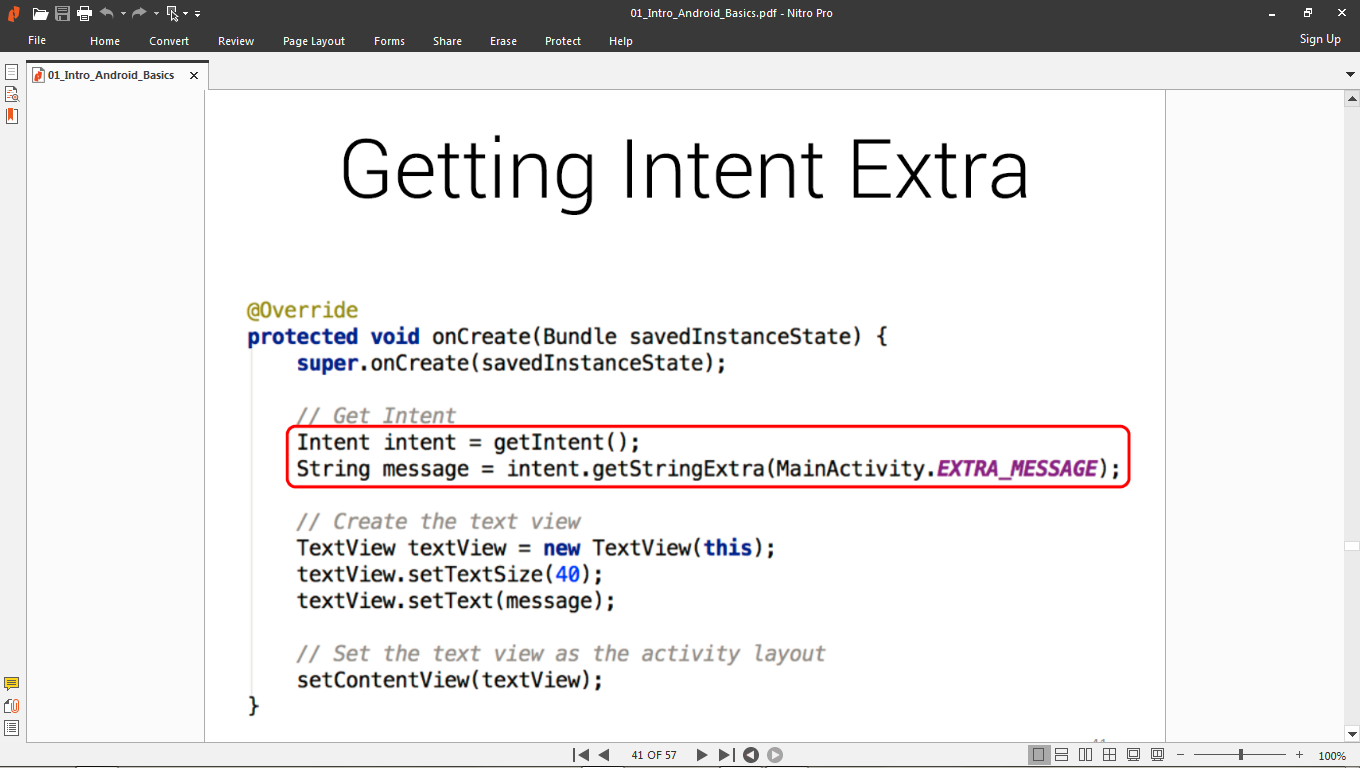 01_Intro_Android_Basics.pdf - Nitro Pro
File Home Convert Review Page Layout Forms Share Erase Protect Help Sign Up
01_Intro_Android_Basics
Getting Intent Extra
@Override
protected void onCreate(Bundle savedInstanceState) {
    super.onCreate(savedInstanceState);
    // Get Intent
    Intent intent = getIntent();
    String message = intent.getStringExtra(MainActivity.EXTRA_MESSAGE);
    // Create the text view
    TextView textView = new TextView(this);
    textView.setTextSize(40);
    textView.setText(message);
    // Set the text view as the activity layout
    setContentView(textView);
}
41 OF 57
100%